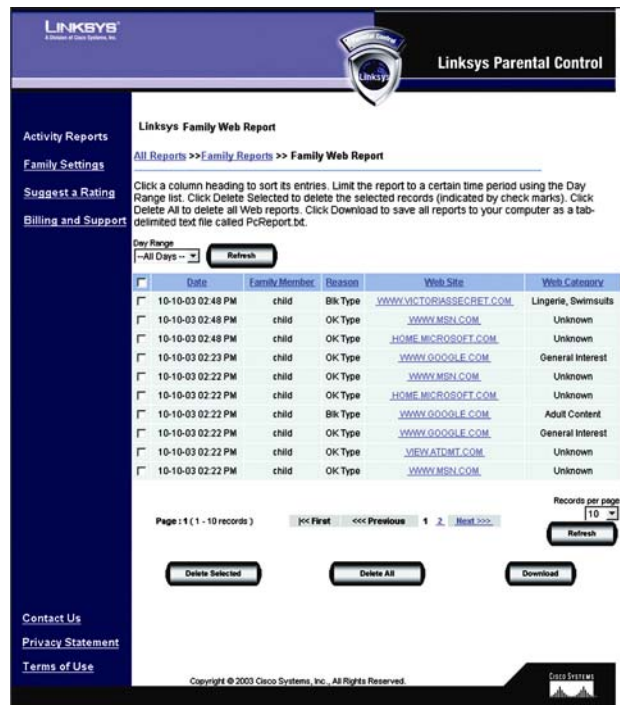 LINKSYS®
A Division of Cisco Systems, Inc.
Parental Control
Linksys
Linksys Parental Control
Activity Reports
Family Settings
Suggest a Rating
Billing and Support
Linksys Family Web Report
All Reports >>Family Reports >> Family Web Report
Click a column heading to sort its entries. Limit the report to a certain time period using the Day
Range list. Click Delete Selected to delete the selected records (indicated by check marks). Click
Delete All to delete all Web reports. Click Download to save all reports to your computer as a tab-
delimited text file called PcReport.txt.
Day Range
--All Days -- Refresh
Date Family Member Reason Web Site Web Category
10-10-03 02:48 PM child Blk Type WWW.VICTORIASSECRET.COM Lingerie, Swimsuits
10-10-03 02:48 PM child OK Type WWW.MSN.COM Unknown
10-10-03 02:48 PM child OK Type HOME.MICROSOFT.COM Unknown
10-10-03 02:23 PM child OK Type WWW.GOOGLE.COM General Interest
10-10-03 02:22 PM child OK Type WWW.MSN.COM Unknown
10-10-03 02:22 PM child OK Type HOME.MICROSOFT.COM Unknown
10-10-03 02:22 PM child Blk Type WWW.GOOGLE.COM Adult Content
10-10-03 02:22 PM child OK Type WWW.GOOGLE.COM General Interest
10-10-03 02:22 PM child OK Type VIEW.ATDMT.COM Unknown
10-10-03 02:22 PM child OK Type WWW.MSN.COM Unknown
Records per page
10
Page : 1 ( 1 - 10 records ) |<< First <<< Previous 1 2 Next >>>
Refresh
Delete Selected Delete All Download
Contact Us
Privacy Statement
Terms of Use
Copyright © 2003 Cisco Systems, Inc., All Rights Reserved.
CISCO SYSTEMS